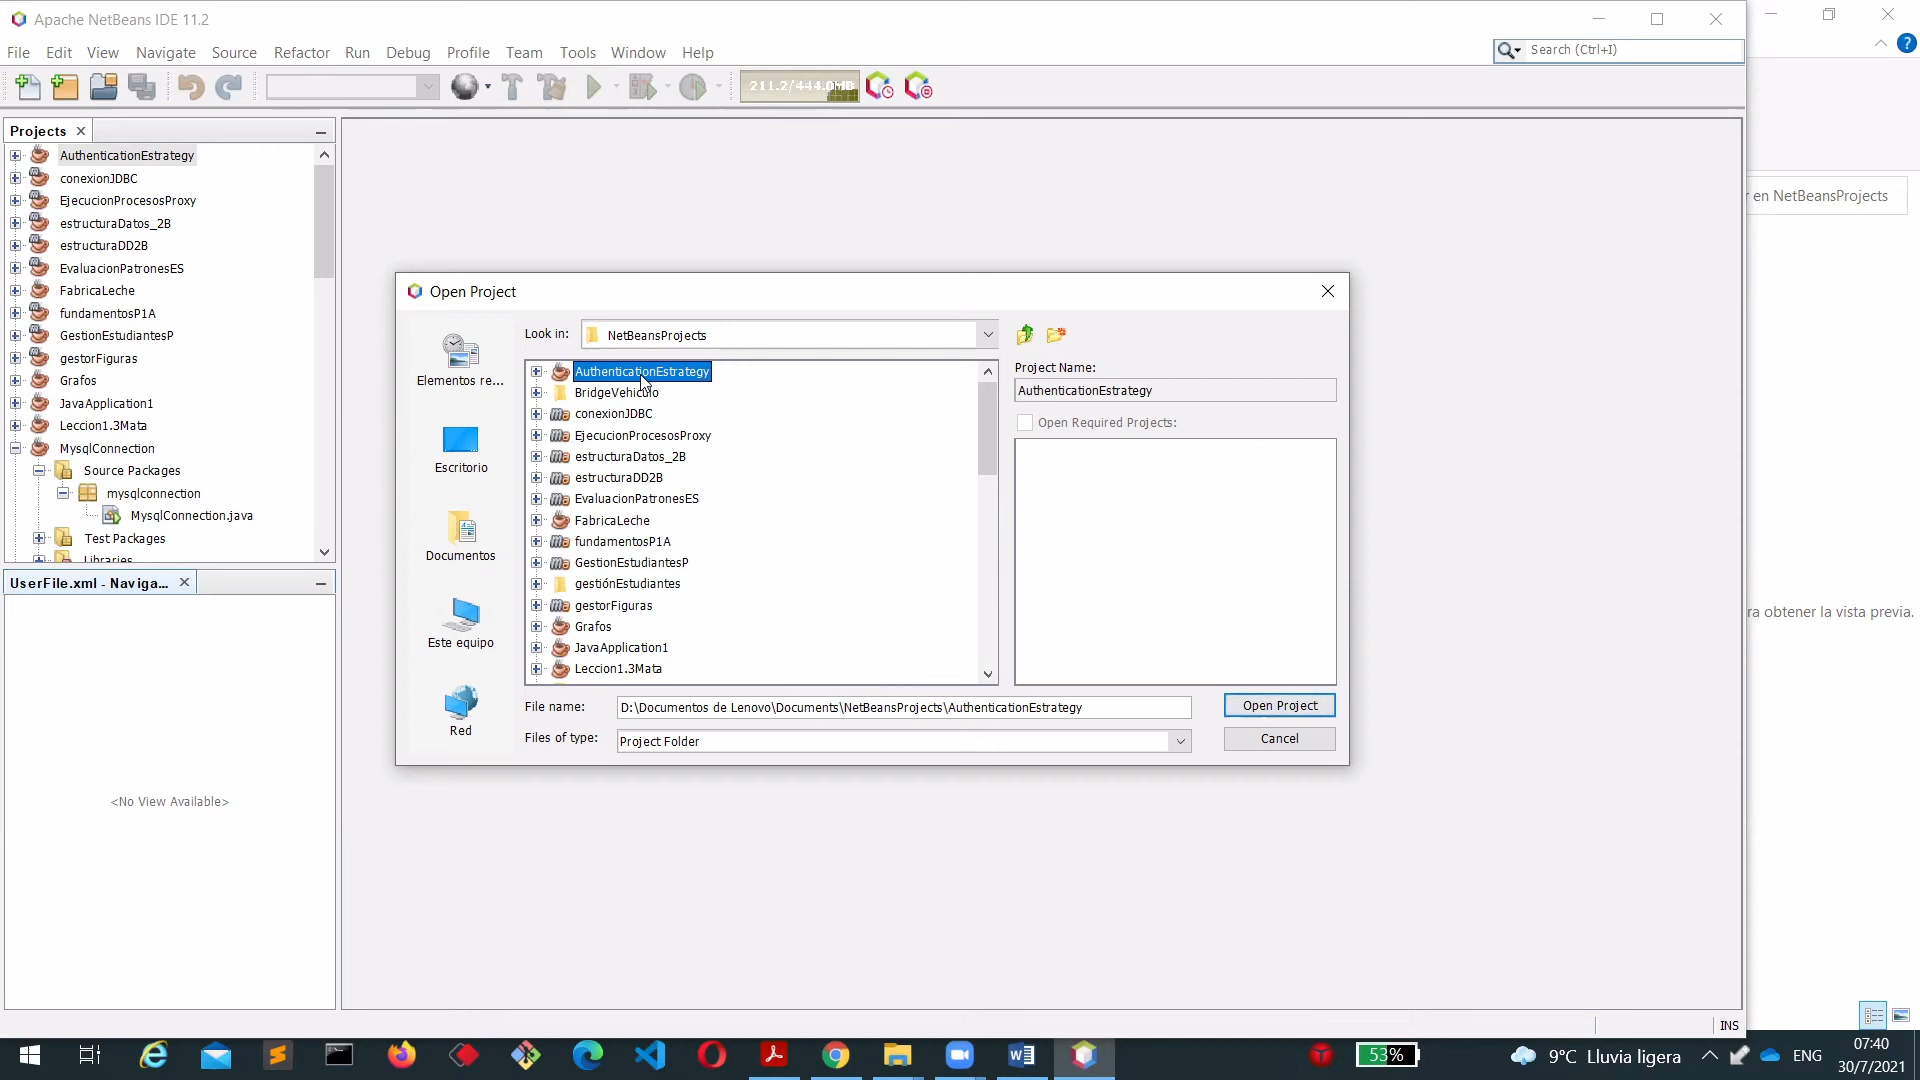 Apache NetBeans IDE 11.2
File Edit View Navigate Source Refactor Run Debug Profile Team Tools Window Help
Search (Ctrl+I)
211.2/444.0MB
Projects
AuthenticationEstrategy
conexionJDBC
EjecucionProcesosProxy
estructuraDatos_2B
estructuraDD2B
EvaluacionPatronesES
FabricaLeche
fundamentosP1A
GestionEstudiantesP
gestorFiguras
Grafos
JavaApplication1
Leccion1.3Mata
MysqlConnection
Source Packages
mysqlconnection
MysqlConnection.java
Test Packages
Libraries
UserFile.xml - Naviga...
<No View Available>
Open Project
Look in:
NetBeansProjects
Elementos re...
Escritorio
Documentos
Este equipo
Red
AuthenticationEstrategy
BridgeVehiculo
conexionJDBC
EjecucionProcesosProxy
estructuraDatos_2B
estructuraDD2B
EvaluacionPatronesES
FabricaLeche
fundamentosP1A
GestionEstudiantesP
gestiónEstudiantes
gestorFiguras
Grafos
JavaApplication1
Leccion1.3Mata
Project Name:
AuthenticationEstrategy
Open Required Projects:
File name:
D:\Documentos de Lenovo\Documents\NetBeansProjects\AuthenticationEstrategy
Open Project
Files of type:
Project Folder
Cancel
r en NetBeansProjects
ra obtener la vista previa.
INS
53%
9°C Lluvia ligera
ENG
07:40
30/7/2021